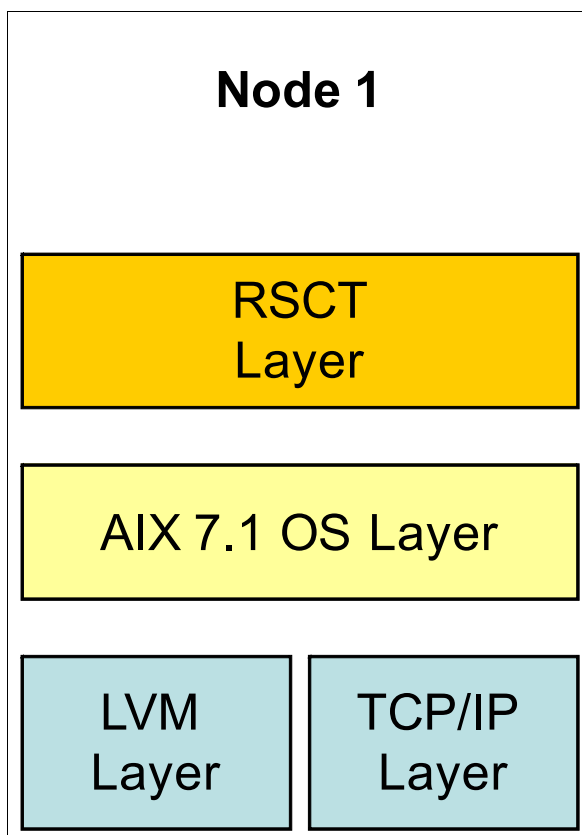 Node 1
RSCT
Layer
AIX 7.1 OS Layer
LVM
Layer
TCP/IP
Layer